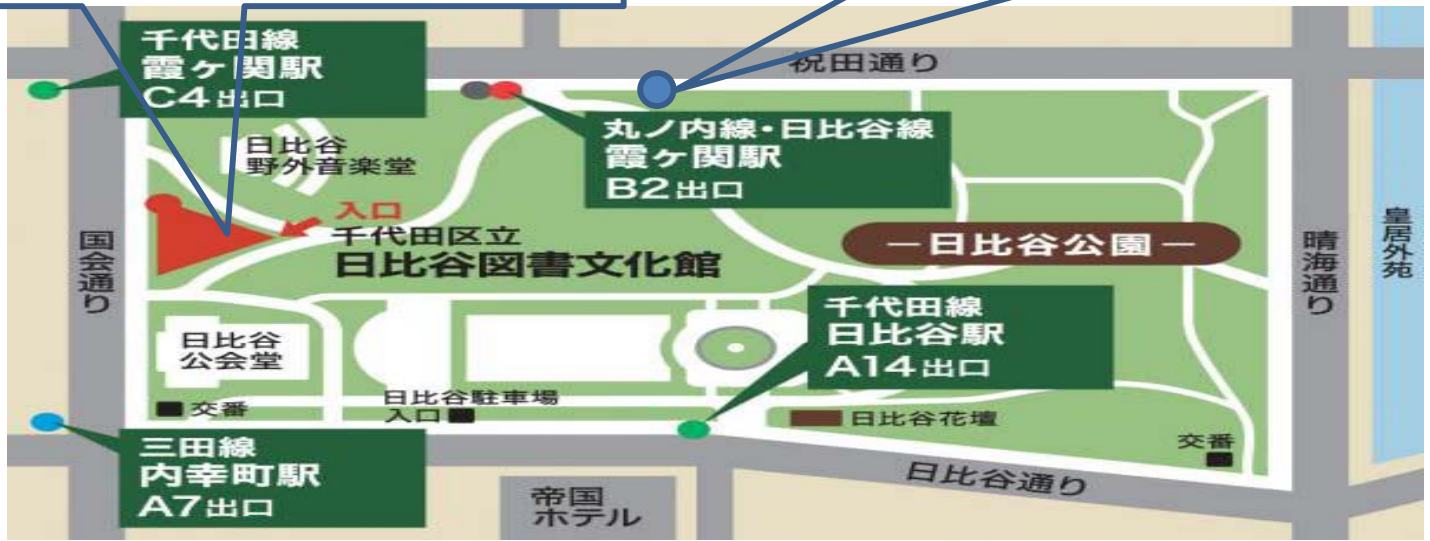 千代田線
霞ヶ関駅
C4出口
祝田通り
丸ノ内線・日比谷線
霞ヶ関駅
B2出口
日比谷
野外音楽堂
入口
千代田区立
日比谷図書文化館
国会通り
ー日比谷公園ー
晴海通り
皇居外苑
千代田線
日比谷駅
A14出口
日比谷
公会堂
交番
日比谷駐車場
入口
日比谷花壇
交番
三田線
内幸町駅
A7出口
帝国
ホテル
日比谷通り